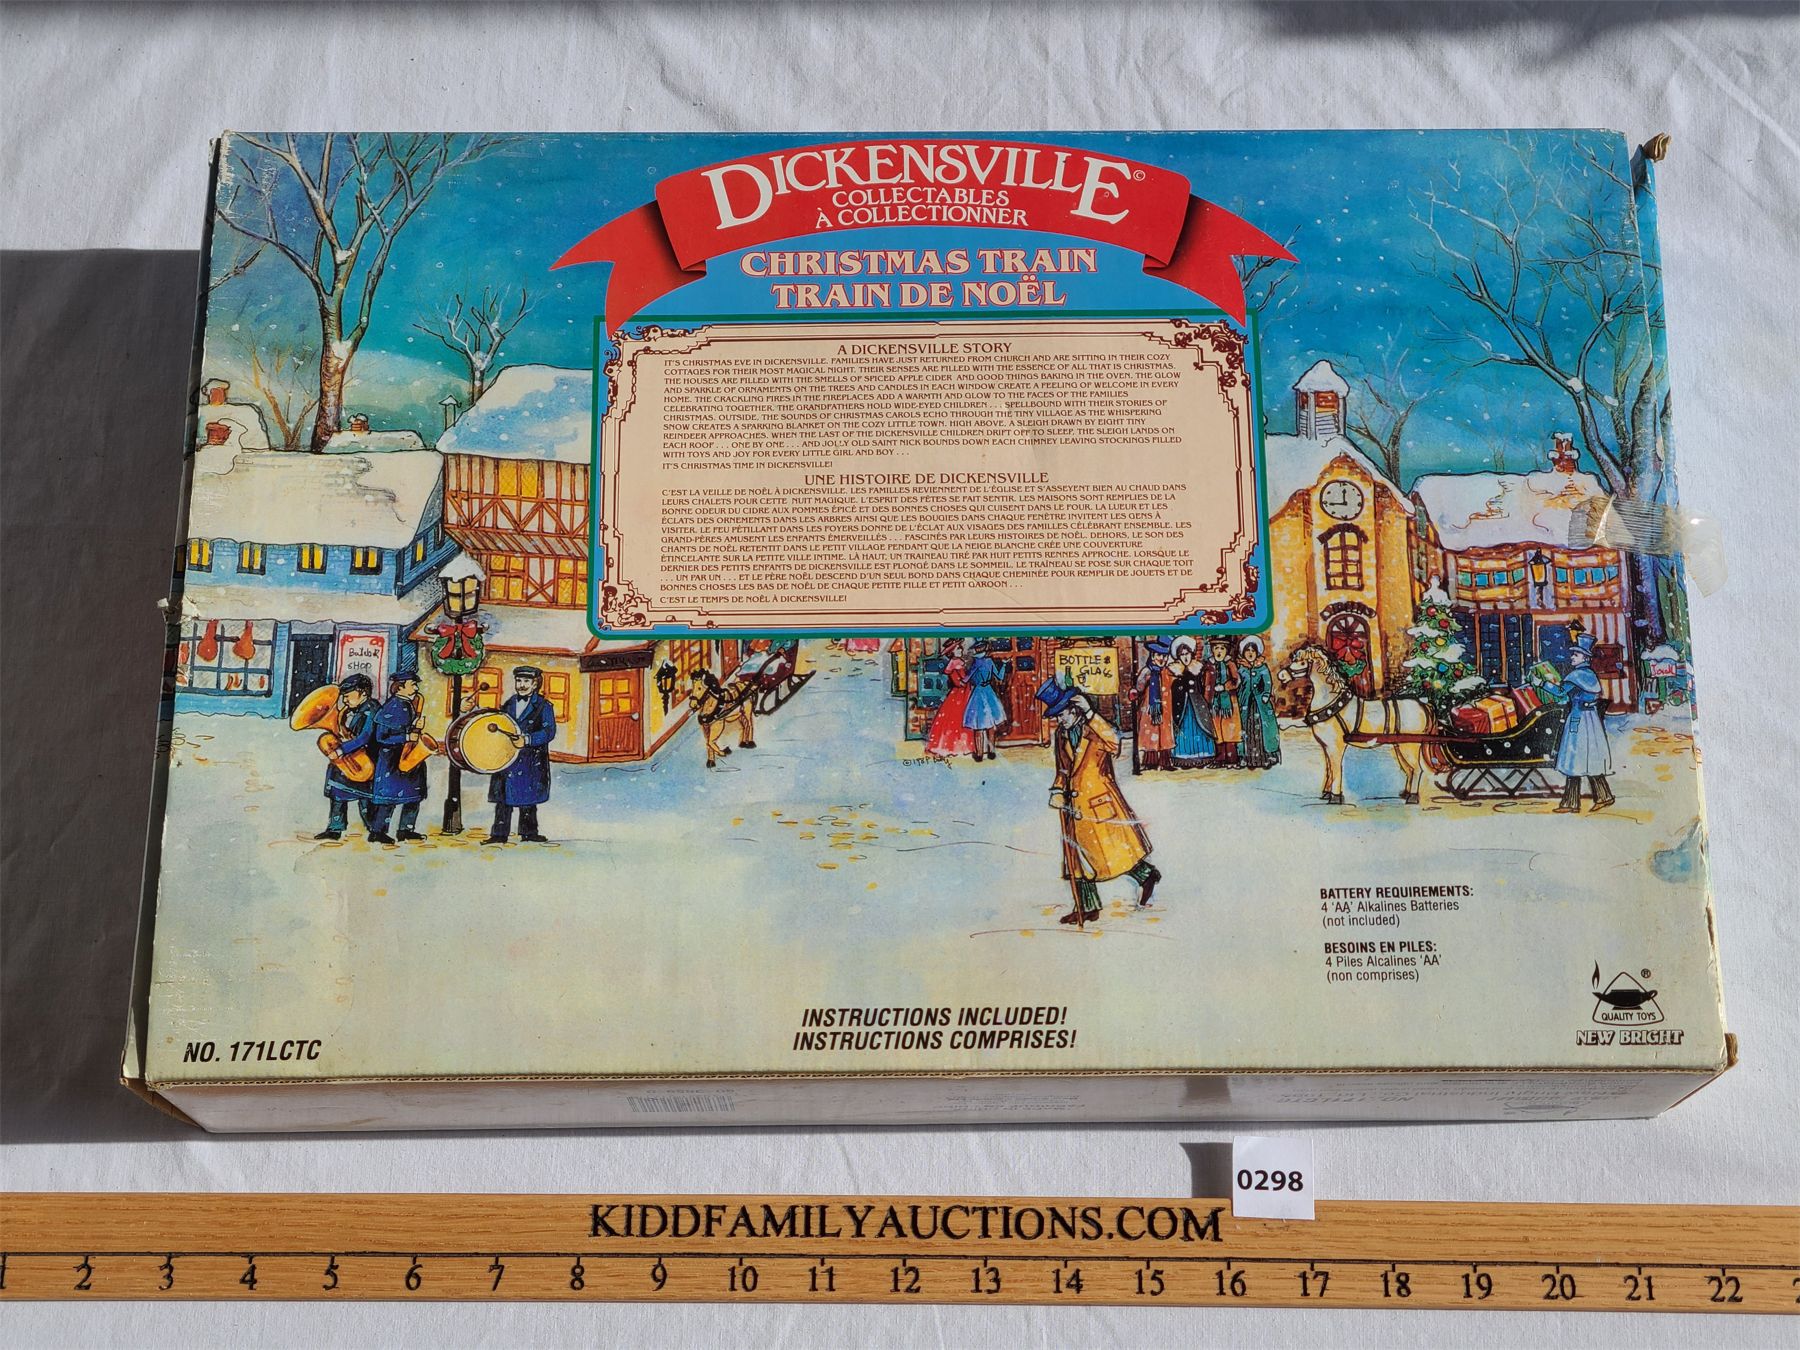 DICKENSVILLE©
COLLECTABLES
À COLLECTIONNER
CHRISTMAS TRAIN
TRAIN DE NOËL
A DICKENSVILLE STORY
IT'S CHRISTMAS EVE IN DICKENSVILLE. FAMILIES HAVE JUST RETURNED FROM CHURCH AND ARE SITTING IN THEIR COZY
COTTAGES FOR THEIR MOST MAGICAL NIGHT. THEIR SENSES ARE FILLED WITH THE ESSENCE OF ALL THAT IS CHRISTMAS.
THE HOUSES ARE FILLED WITH THE SMELLS OF SPICED APPLE CIDER AND GOOD THINGS BAKING IN THE OVEN. THE GLOW
AND SPARKLE OF ORNAMENTS ON THE TREES AND CANDLES IN EACH WINDOW CREATE A FEELING OF WELCOME IN EVERY
HOME. THE CRACKLING FIRES IN THE FIREPLACES ADD A WARMTH AND GLOW TO THE FACES OF THE FAMILIES
CELEBRATING TOGETHER. THE GRANDFATHERS HOLD WIDE-EYED CHILDREN . . . SPELLBOUND WITH THEIR STORIES OF
CHRISTMAS. OUTSIDE, THE SOUNDS OF CHRISTMAS CAROLS ECHO THROUGH THE TINY VILLAGE AS THE WHISPERING
SNOW CREATES A SPARKING BLANKET ON THE COZY LITTLE TOWN. HIGH ABOVE, A SLEIGH DRAWN BY EIGHT TINY
REINDEER APPROACHES. WHEN THE LAST OF THE DICKENSVILLE CHILDREN DRIFT OFF TO SLEEP, THE SLEIGH LANDS ON
EACH ROOF . . . ONE BY ONE . . . AND JOLLY OLD SAINT NICK BOUNDS DOWN EACH CHIMNEY LEAVING STOCKINGS FILLED
WITH TOYS AND JOY FOR EVERY LITTLE GIRL AND BOY . . .
IT'S CHRISTMAS TIME IN DICKENSVILLE!
UNE HISTOIRE DE DICKENSVILLE
C'EST LA VEILLE DE NOËL À DICKENSVILLE. LES FAMILLES REVIENNENT DE L'ÉGLISE ET S'ASSEYENT BIEN AU CHAUD DANS
LEURS CHALETS POUR CETTE NUIT MAGIQUE. L'ESPRIT DES FÊTES SE FAIT SENTIR. LES MAISONS SONT REMPLIES DE LA
BONNE ODEUR DU CIDRE AUX POMMES ÉPICÉ ET DES BONNES CHOSES QUI CUISENT DANS LE FOUR. LA LUEUR ET LES
ÉCLATS DES ORNEMENTS DANS LES ARBRES AINSI QUE LES BOUGIES DANS CHAQUE FENÊTRE INVITENT LES GENS À
VISITER. LE FEU PÉTILLANT DANS LES FOYERS DONNE DE L'ÉCLAT AUX VISAGES DES FAMILLES CÉLÉBRANT ENSEMBLE. LES
GRAND-PÈRES AMUSENT LES ENFANTS ÉMERVEILLÉS . . . FASCINÉS PAR LEURS HISTOIRES DE NOËL. DEHORS, LE SON DES
CHANTS DE NOËL RETENTIT DANS LE PETIT VILLAGE PENDANT QUE LA NEIGE BLANCHE CRÉE UNE COUVERTURE
ÉTINCELANTE SUR LA PETITE VILLE INTIME. LÀ HAUT, UN TRAINEAU TIRÉ PAR HUIT PETITS RENNES APPROCHE. LORSQUE LE
DERNIER DES PETITS ENFANTS DE DICKENSVILLE EST PLONGÉ DANS LE SOMMEIL, LE TRAÎNEAU SE POSE SUR CHAQUE TOIT
. . . UN PAR UN . . . ET LE PÈRE NOËL DESCEND D'UN SEUL BOND DANS CHAQUE CHEMINÉE POUR REMPLIR DE JOUETS ET DE
BONNES CHOSES LES BAS DE NOËL DE CHAQUE PETITE FILLE ET PETIT GARCON . . .
C'EST LE TEMPS DE NOËL À DICKENSVILLE!
SHOP
BOTTLE &
BATTERY REQUIREMENTS:
4 'AA' Alkalines Batteries
(not included)
BESOINS EN PILES:
4 Piles Alcalines 'AA'
(non comprises)
INSTRUCTIONS INCLUDED!
INSTRUCTIONS COMPRISES!
NO. 171LCTC
®
QUALITY TOYS
NEW BRIGHT
NO. 171LCTC
0298
KIDDFAMILYAUCTIONS.COM
1 2 3 4 5 6 7 8 9 10 11 12 13 14 15 16 17 18 19 20 21 22